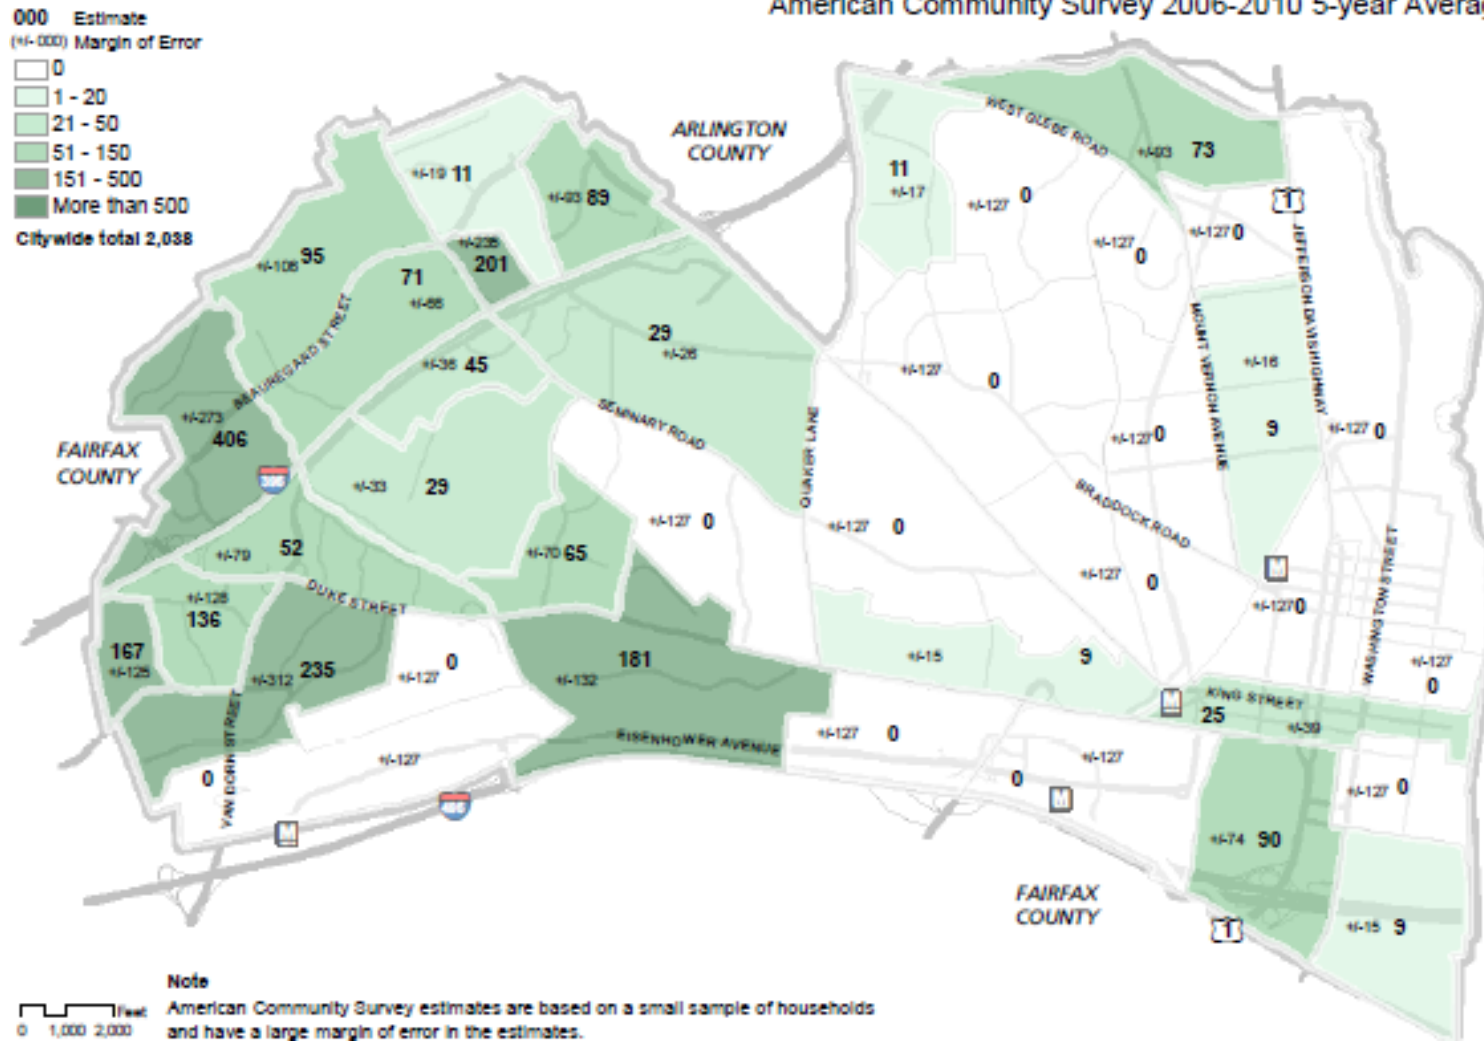 American Community Survey 2006-2010 5-year Averag
000 Estimate
(+/- 000) Margin of Error
0
1 - 20
21 - 50
51 - 150
151 - 500
More than 500
Citywide total 2,038
ARLINGTON
COUNTY
WEST GLEBE ROAD
+/-93 73
11
+/-17
+/-127 0
1
+/-127 0
+/-127 0
+/-19 11
+/-93 89
201
95
71
29
+/-26
45
JEFFERSON DAVIS HIGHWAY
MOUNT VERNON AVENUE
+/-16
9
+/-127 0
+/-127 0
+/-127 0
BEAUREGARD STREET
+/-273
406
FAIRFAX
COUNTY
395
SEMINARY ROAD
QUAKER LANE
+/-33 29
BRADDOCK ROAD
+/-127 0
+/-127 0
+/-79 52
+/-70 65
+/-127 0
M
+/-127 0
WASHINGTON STREET
DUKE STREET
136
167
+/-312 235
+/-127 0
181
+/-132
+/-15 9
+/-127
0
M
KING STREET
25
+/-39
VAN DORN STREET
EISENHOWER AVENUE
+/-127 0
+/-127
0
+/-127
0
+/-127 0
M
M
495
+/-74 90
FAIRFAX
COUNTY
1
+/-15 9
Note
American Community Survey estimates are based on a small sample of households
and have a large margin of error in the estimates.
Feet
0 1,000 2,000